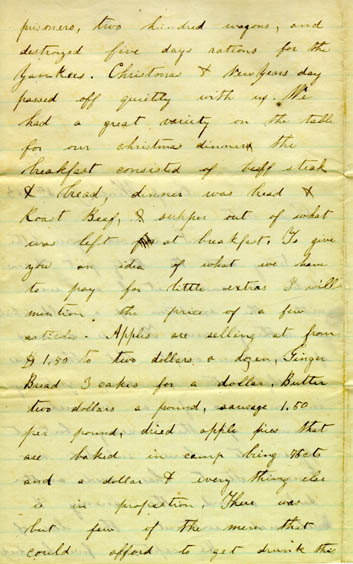 prisoners, two hundred wagons, and
destroyed five days rations for the
Yankees. Christmas & New Years day
passed off quietly with us. We
had a great variety on the table
for our christmas dinner, the
breakfast consisted of beef steak
& bread, dinner was bread &
Roast Beef, & supper out of what
was left at breakfast. To give
you an idea of what we have
to pay for little extras I will
mention, the price of a few
articles. Apples are selling at from
$1,50 to two dollars a dozen, Ginger
Bread 3 cakes for a dollar, Butter
two dollars a pound, sausage 1.50
per pound, dried apple pies that
are baked in camp bring 75 cts
and a dollar & every thing else
is in proportion, There was
but few of the men that
could afford to get drunk this